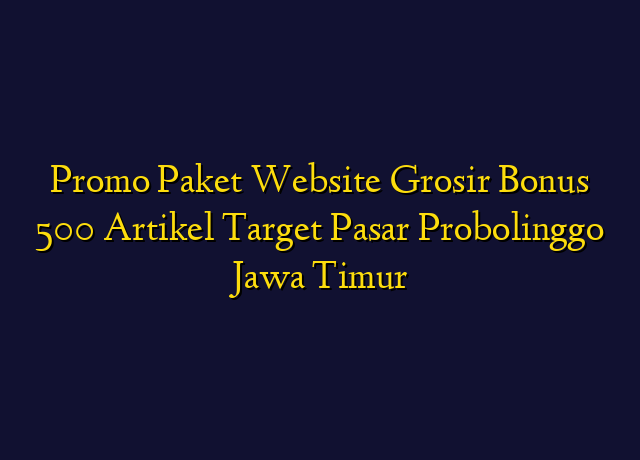 Promo Paket Website Grosir Bonus
500 Artikel Target Pasar Probolinggo
Jawa Timur